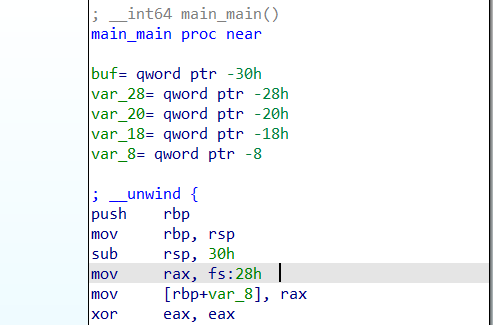 ; __int64 main_main()
main_main proc near
buf= qword ptr -30h
var_28= qword ptr -28h
var_20= qword ptr -20h
var_18= qword ptr -18h
var_8= qword ptr -8
; __unwind {
push rbp
mov rbp, rsp
sub rsp, 30h
mov rax, fs:28h
mov [rbp+var_8], rax
xor eax, eax